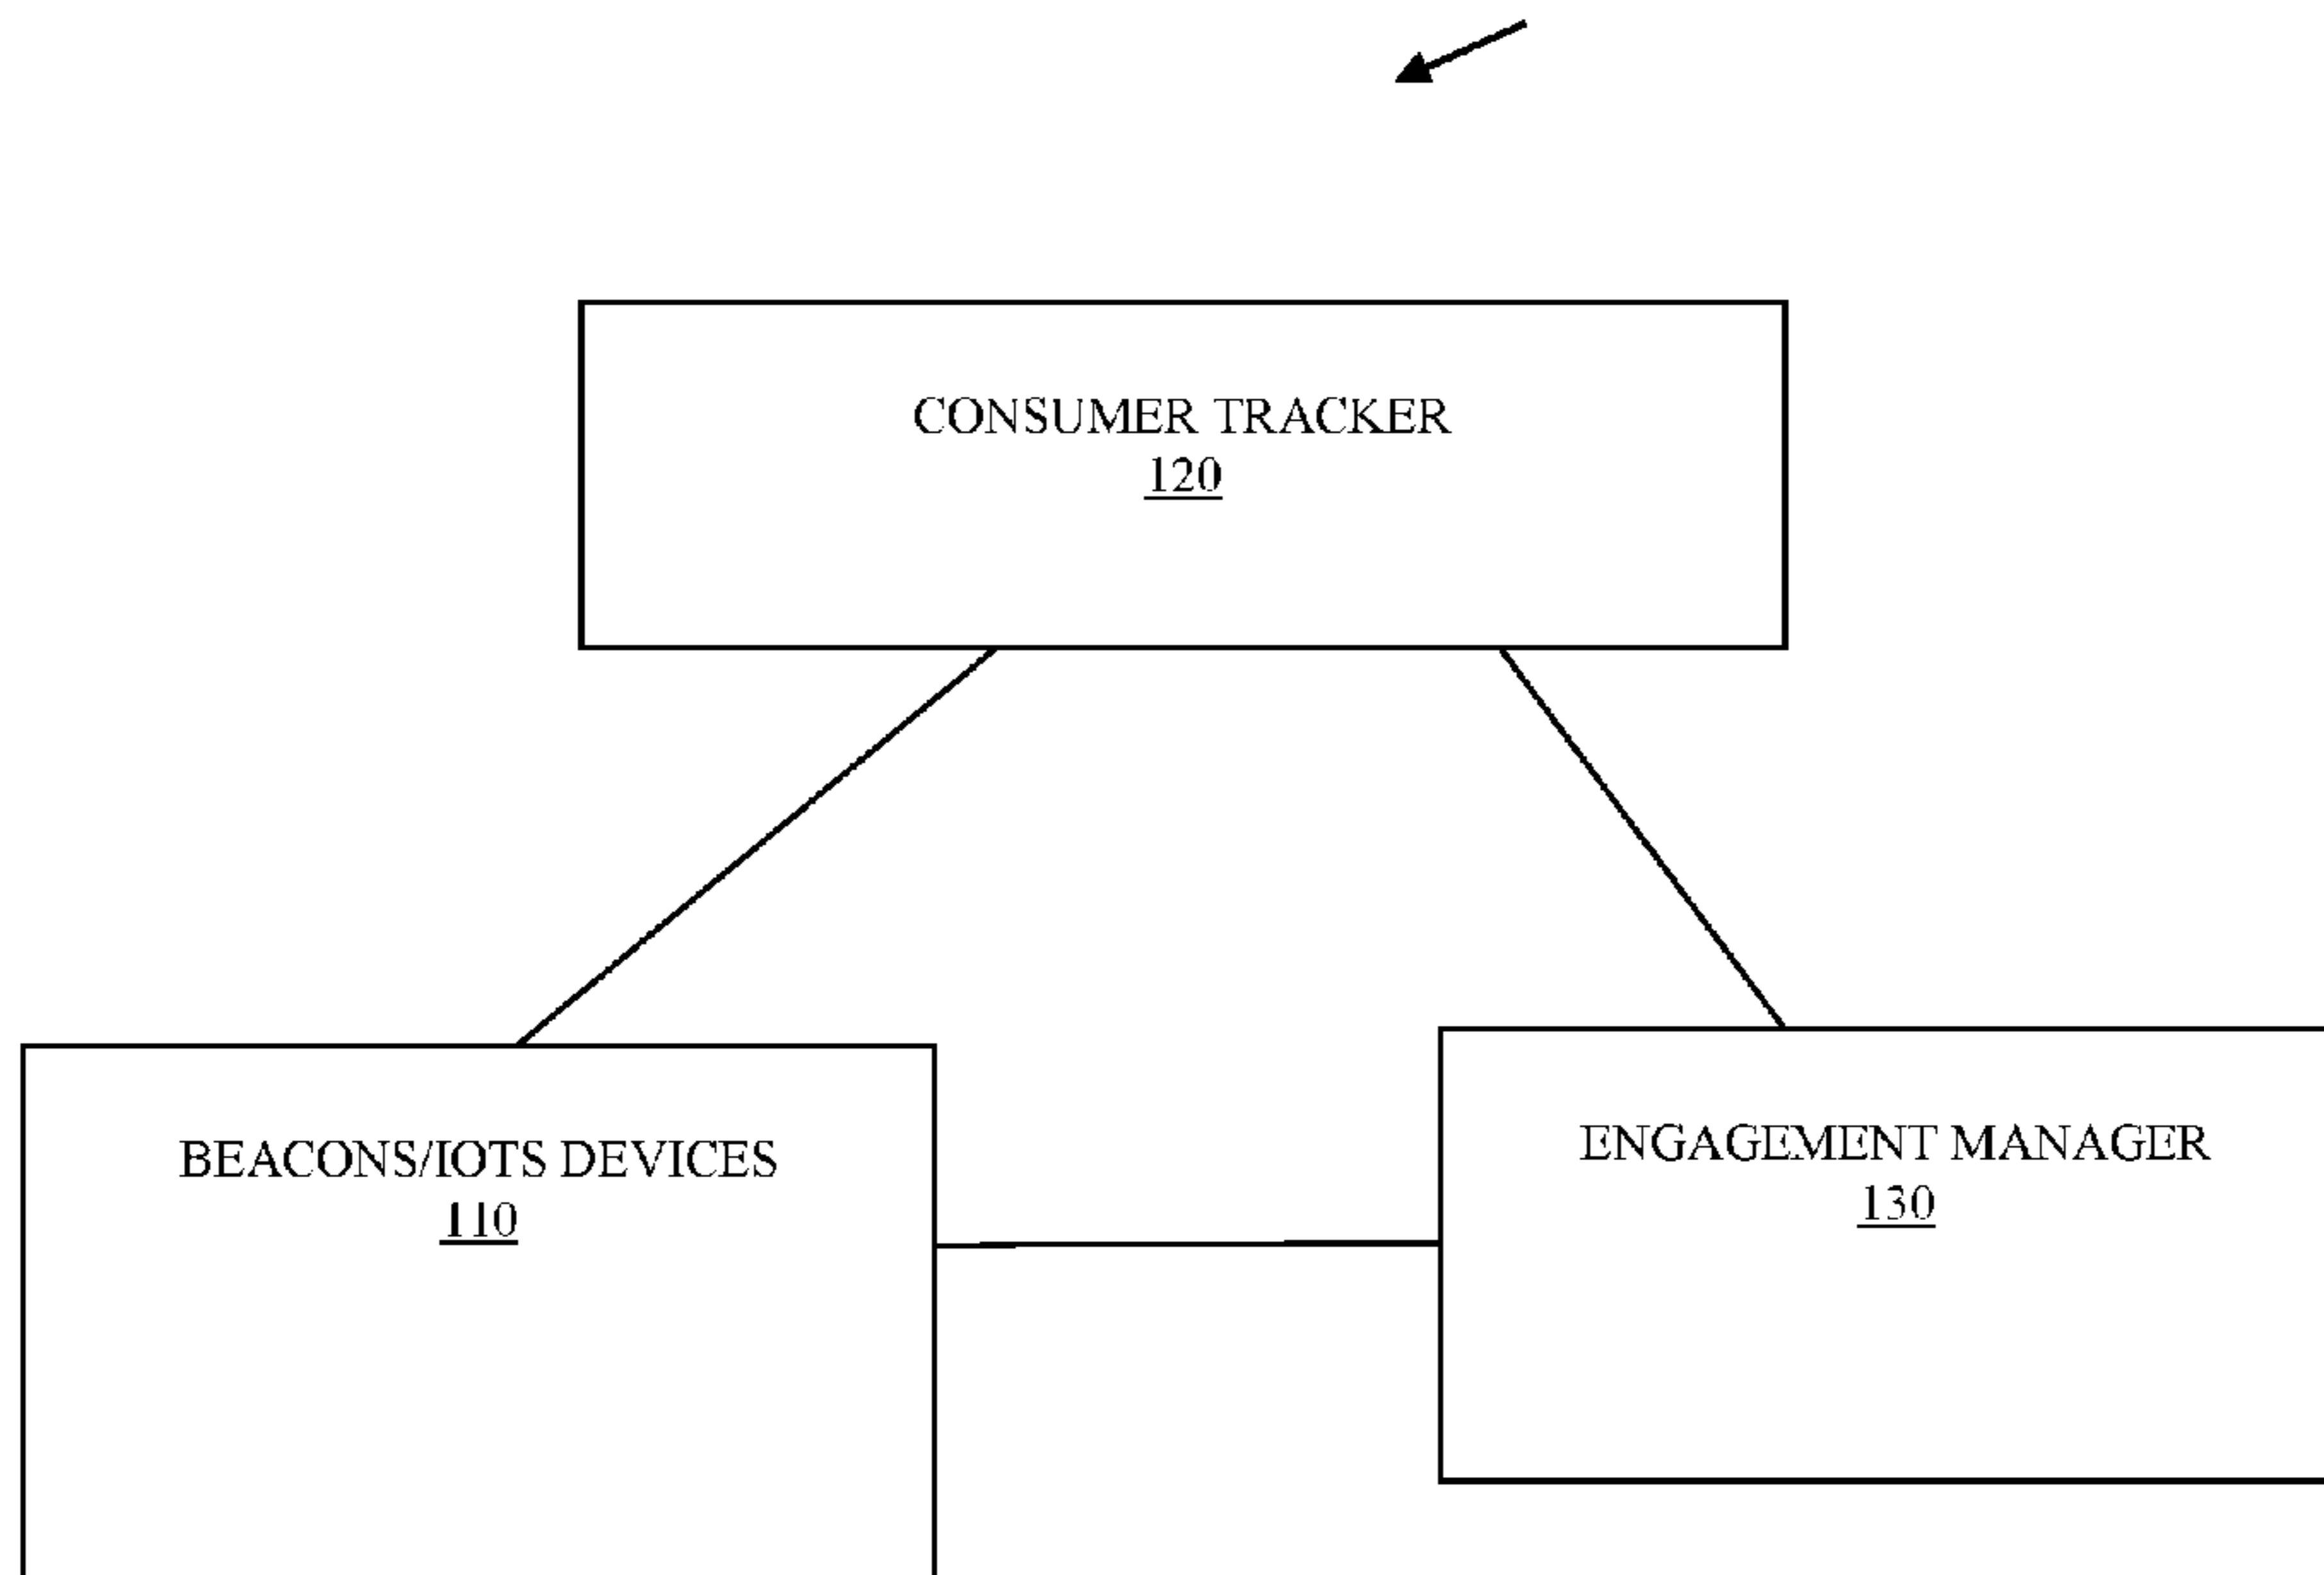 CONSUMER TRACKER
120
BEACONS/IOTS DEVICES
110
ENGAGEMENT MANAGER
130